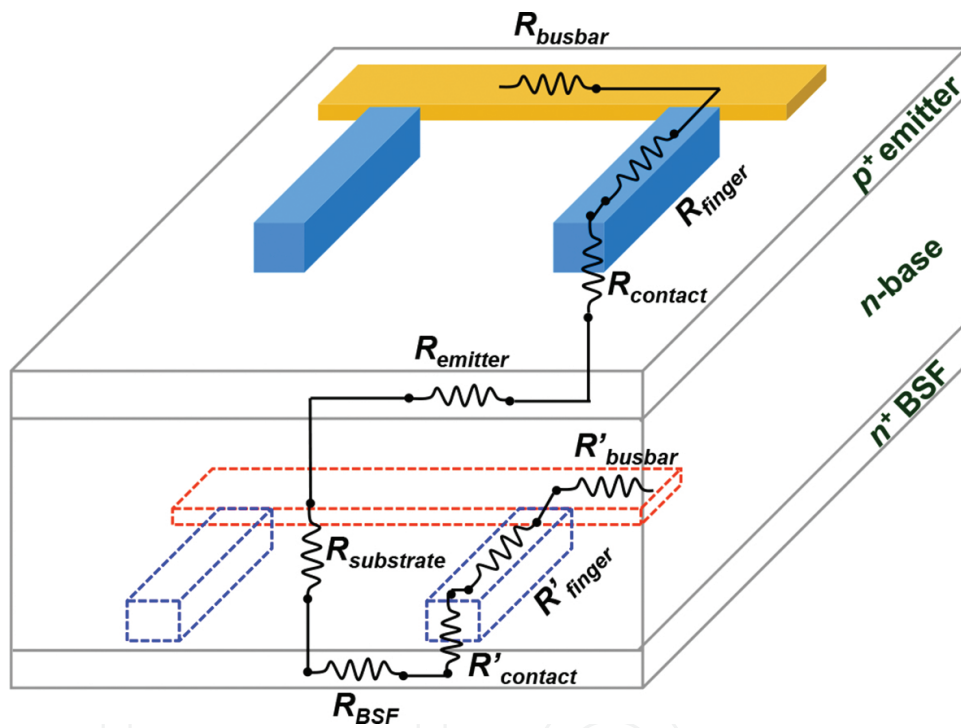 R_busbar
p⁺ emitter
R_finger
n-base
R_contact
R_emitter
n⁺ BSF
R'_busbar
R_substrate
R'_finger
R'_contact
R_BSF